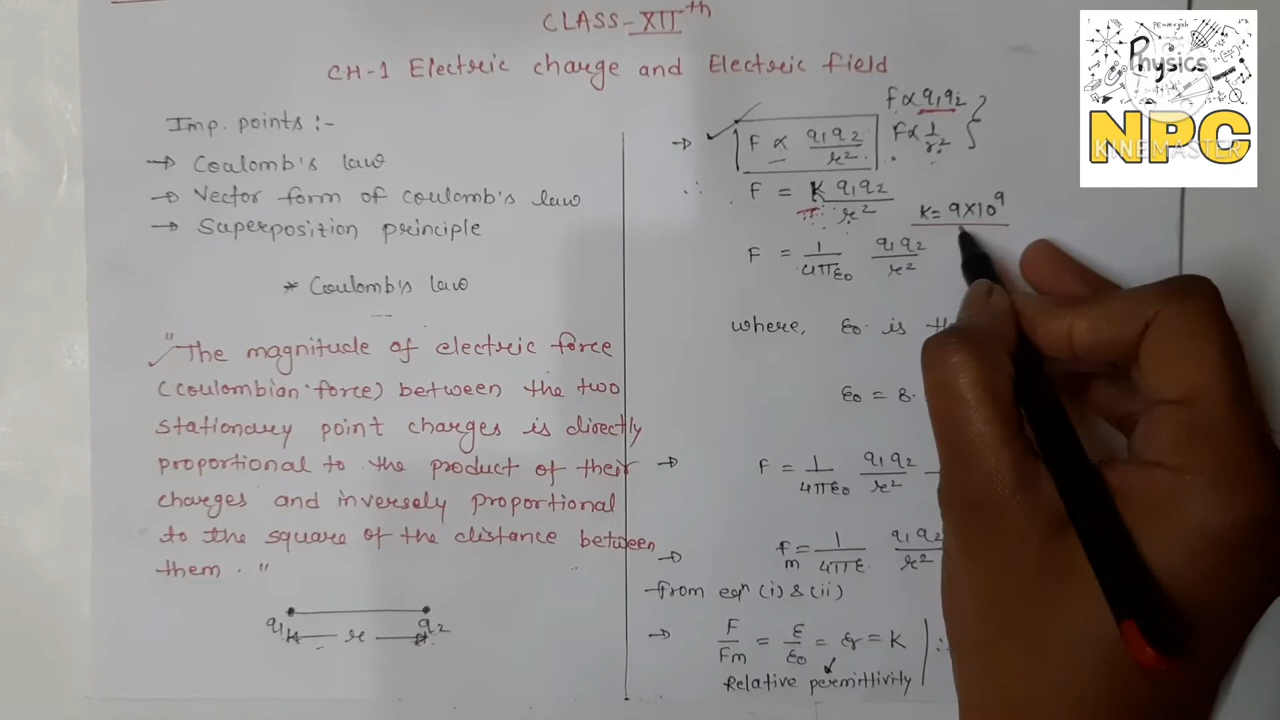 CLASS-XIIth
CH-1 Electric charge and Electric field
Imp. points :-
→ Coulomb's law
→ Vector form of coulomb's law
→ Superposition principle
* Coulomb's law
"The magnitude of electric force
(coulombian force) between the two
stationary point charges is directly
proportional to the product of their
charges and inversely proportional
to the square of the distance between
them."
q1 r q2
F ∝ q1q2
→ F ∝ q1q2/r² F ∝ 1/r²
∴ F = K q1q2/r² K = 9×10⁹
F = 1/4πε0 q1q2/r²
where, ε0 is
ε0 = 8.
→ F = 1/4πε0 q1q2/r²
→ Fm = 1/4πε q1q2/r²
from eqn (i) & (ii)
→ F/Fm = ε/ε0 = εr = K ∴
Relative permittivity
Physics
NPC
KINEMASTER